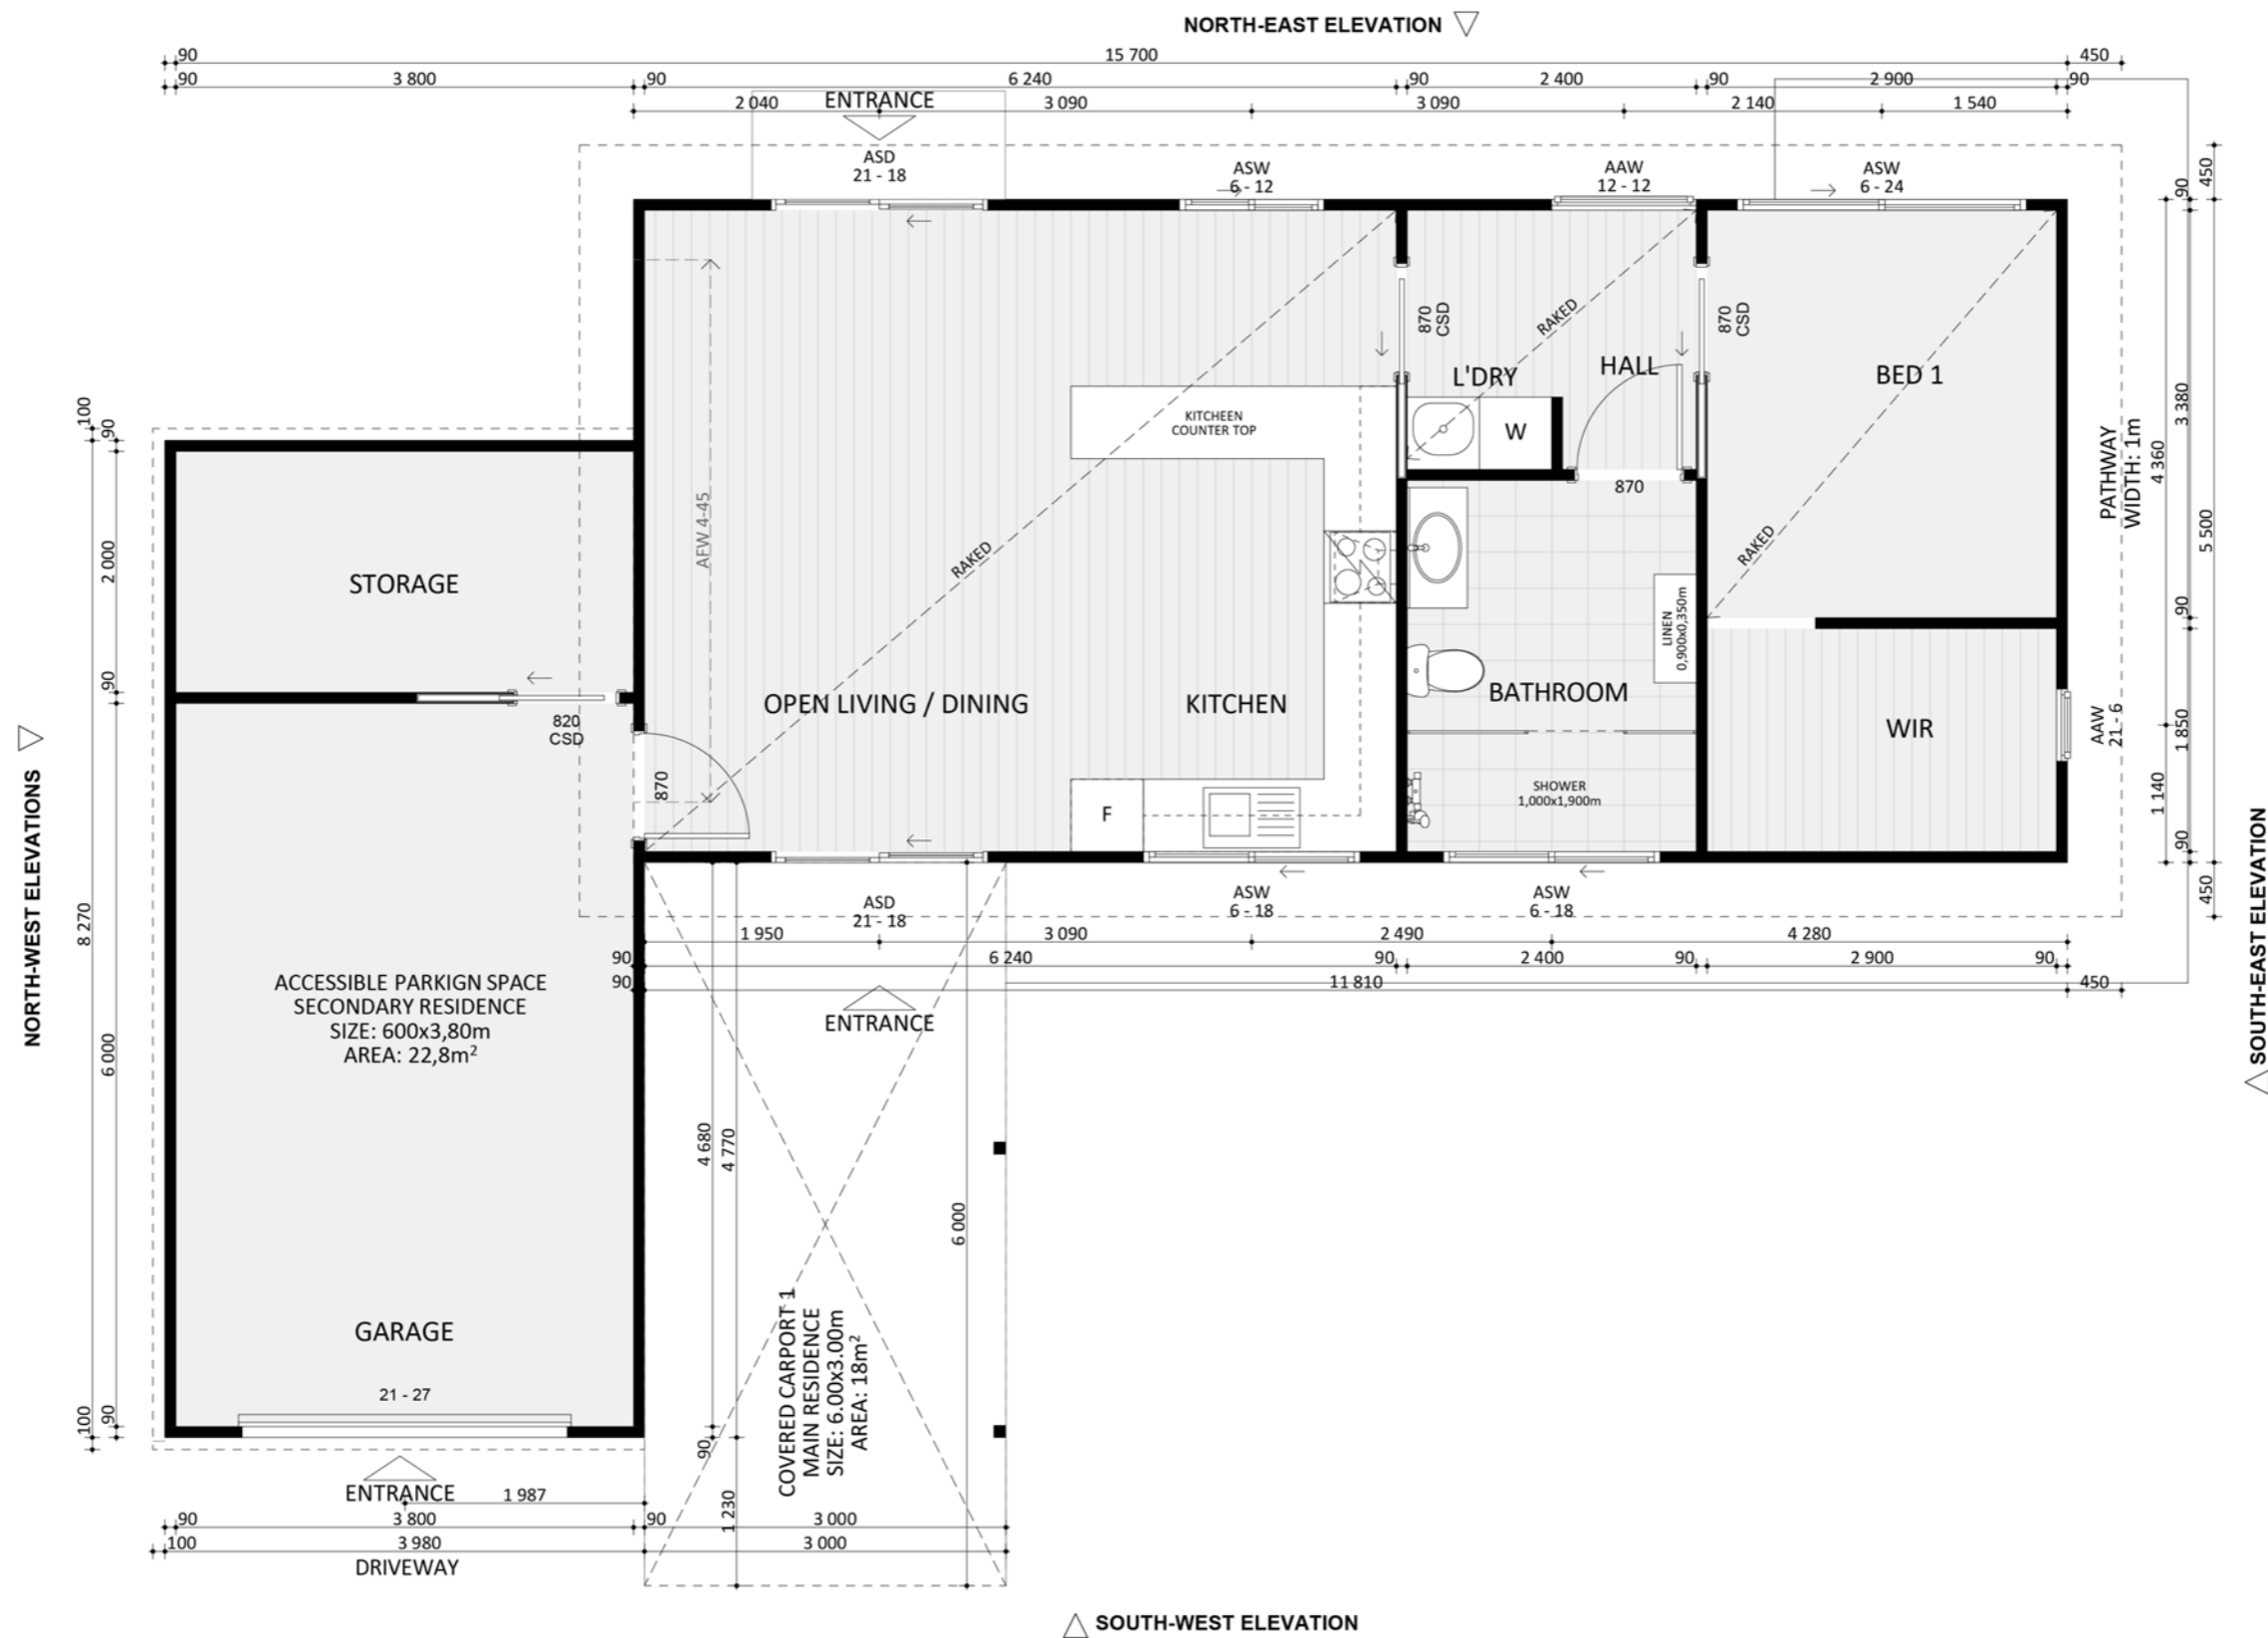 NORTH-EAST ELEVATION
90
15 700
450
90
3 800
90
6 240
90
2 400
90
2 900
90
2 040
ENTRANCE
3 090
3 090
2 140
1 540
ASD
21 - 18
ASW
6 - 12
AAW
12 - 12
ASW
6 - 24
450
90
870
CSD
RAKED
870
CSD
L'DRY
HALL
BED 1
3 380
KITCHEEN
COUNTER TOP
W
100
90
PATHWAY
WIDTH: 1m
4 360
870
AFW 4-45
RAKED
RAKED
5 500
2 000
STORAGE
LINEN
0,900x0,350m
90
90
OPEN LIVING / DINING
KITCHEN
BATHROOM
WIR
AAW
21 - 6
1 850
820
CSD
870
F
SHOWER
1,000x1,900m
1 140
90
NORTH-WEST ELEVATIONS
8 270
ASD
21 - 18
ASW
6 - 18
ASW
6 - 18
450
1 950
3 090
2 490
4 280
90
6 240
90
2 400
90
2 900
90
90
11 810
450
SOUTH-EAST ELEVATION
ACCESSIBLE PARKIGN SPACE
SECONDARY RESIDENCE
SIZE: 600x3,80m
AREA: 22,8m²
ENTRANCE
6 000
4 680
4 770
6 000
COVERED CARPORT 1
MAIN RESIDENCE
SIZE: 6.00x3.00m
AREA: 18m²
GARAGE
21 - 27
100
90
90
1 230
ENTRANCE
1 987
90
3 800
90
3 000
100
3 980
3 000
DRIVEWAY
SOUTH-WEST ELEVATION